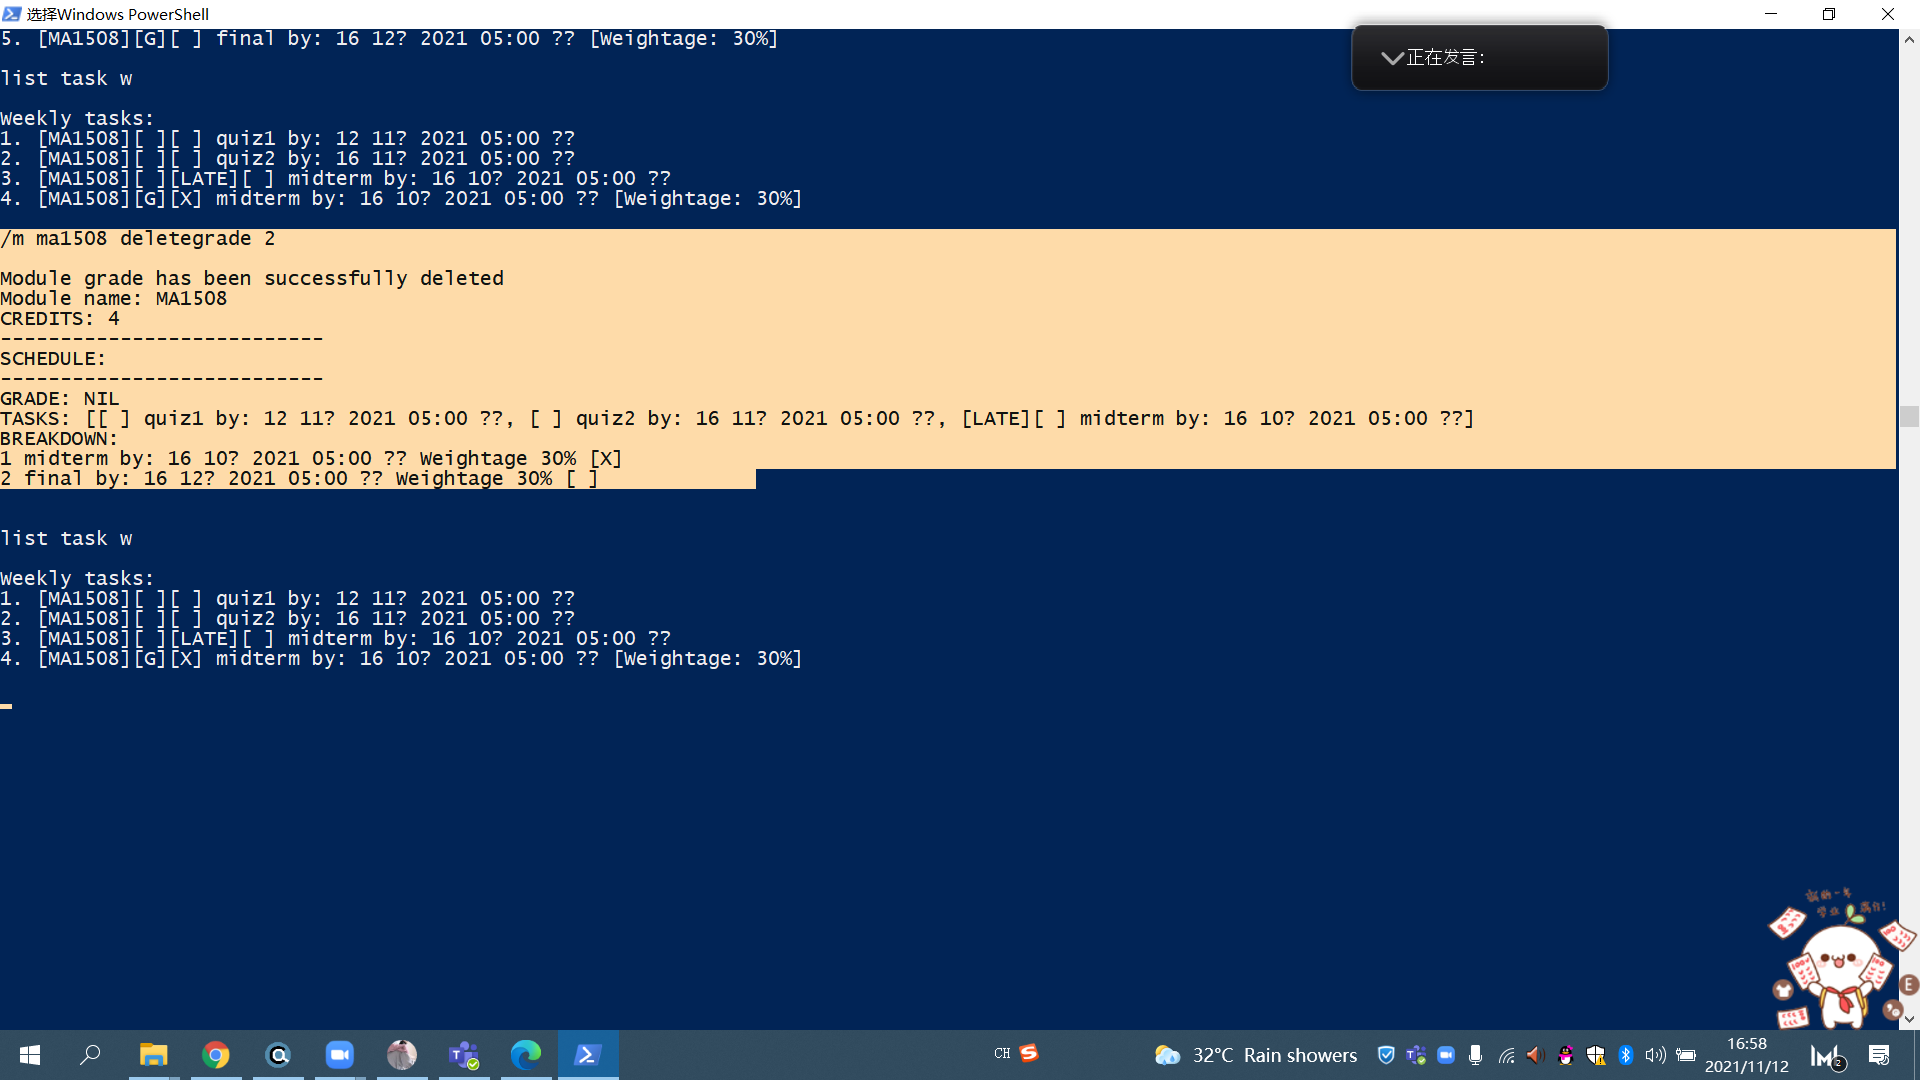 选择Windows PowerShell
5. [MA1508][G][ ] final by: 16 12? 2021 05:00 ?? [Weightage: 30%]
正在发言:
list task w
Weekly tasks:
1. [MA1508][ ][ ] quiz1 by: 12 11? 2021 05:00 ??
2. [MA1508][ ][ ] quiz2 by: 16 11? 2021 05:00 ??
3. [MA1508][ ][LATE][ ] midterm by: 16 10? 2021 05:00 ??
4. [MA1508][G][X] midterm by: 16 10? 2021 05:00 ?? [Weightage: 30%]
/m ma1508 deletegrade 2
Module grade has been successfully deleted
Module name: MA1508
CREDITS: 4
---------------------------
SCHEDULE:
---------------------------
GRADE: NIL
TASKS: [[ ] quiz1 by: 12 11? 2021 05:00 ??, [ ] quiz2 by: 16 11? 2021 05:00 ??, [LATE][ ] midterm by: 16 10? 2021 05:00 ??]
BREAKDOWN:
1 midterm by: 16 10? 2021 05:00 ?? Weightage 30% [X]
2 final by: 16 12? 2021 05:00 ?? Weightage 30% [ ]
list task w
Weekly tasks:
1. [MA1508][ ][ ] quiz1 by: 12 11? 2021 05:00 ??
2. [MA1508][ ][ ] quiz2 by: 16 11? 2021 05:00 ??
3. [MA1508][ ][LATE][ ] midterm by: 16 10? 2021 05:00 ??
4. [MA1508][G][X] midterm by: 16 10? 2021 05:00 ?? [Weightage: 30%]
E
CH
32°C Rain showers
16:58
2021/11/12
2